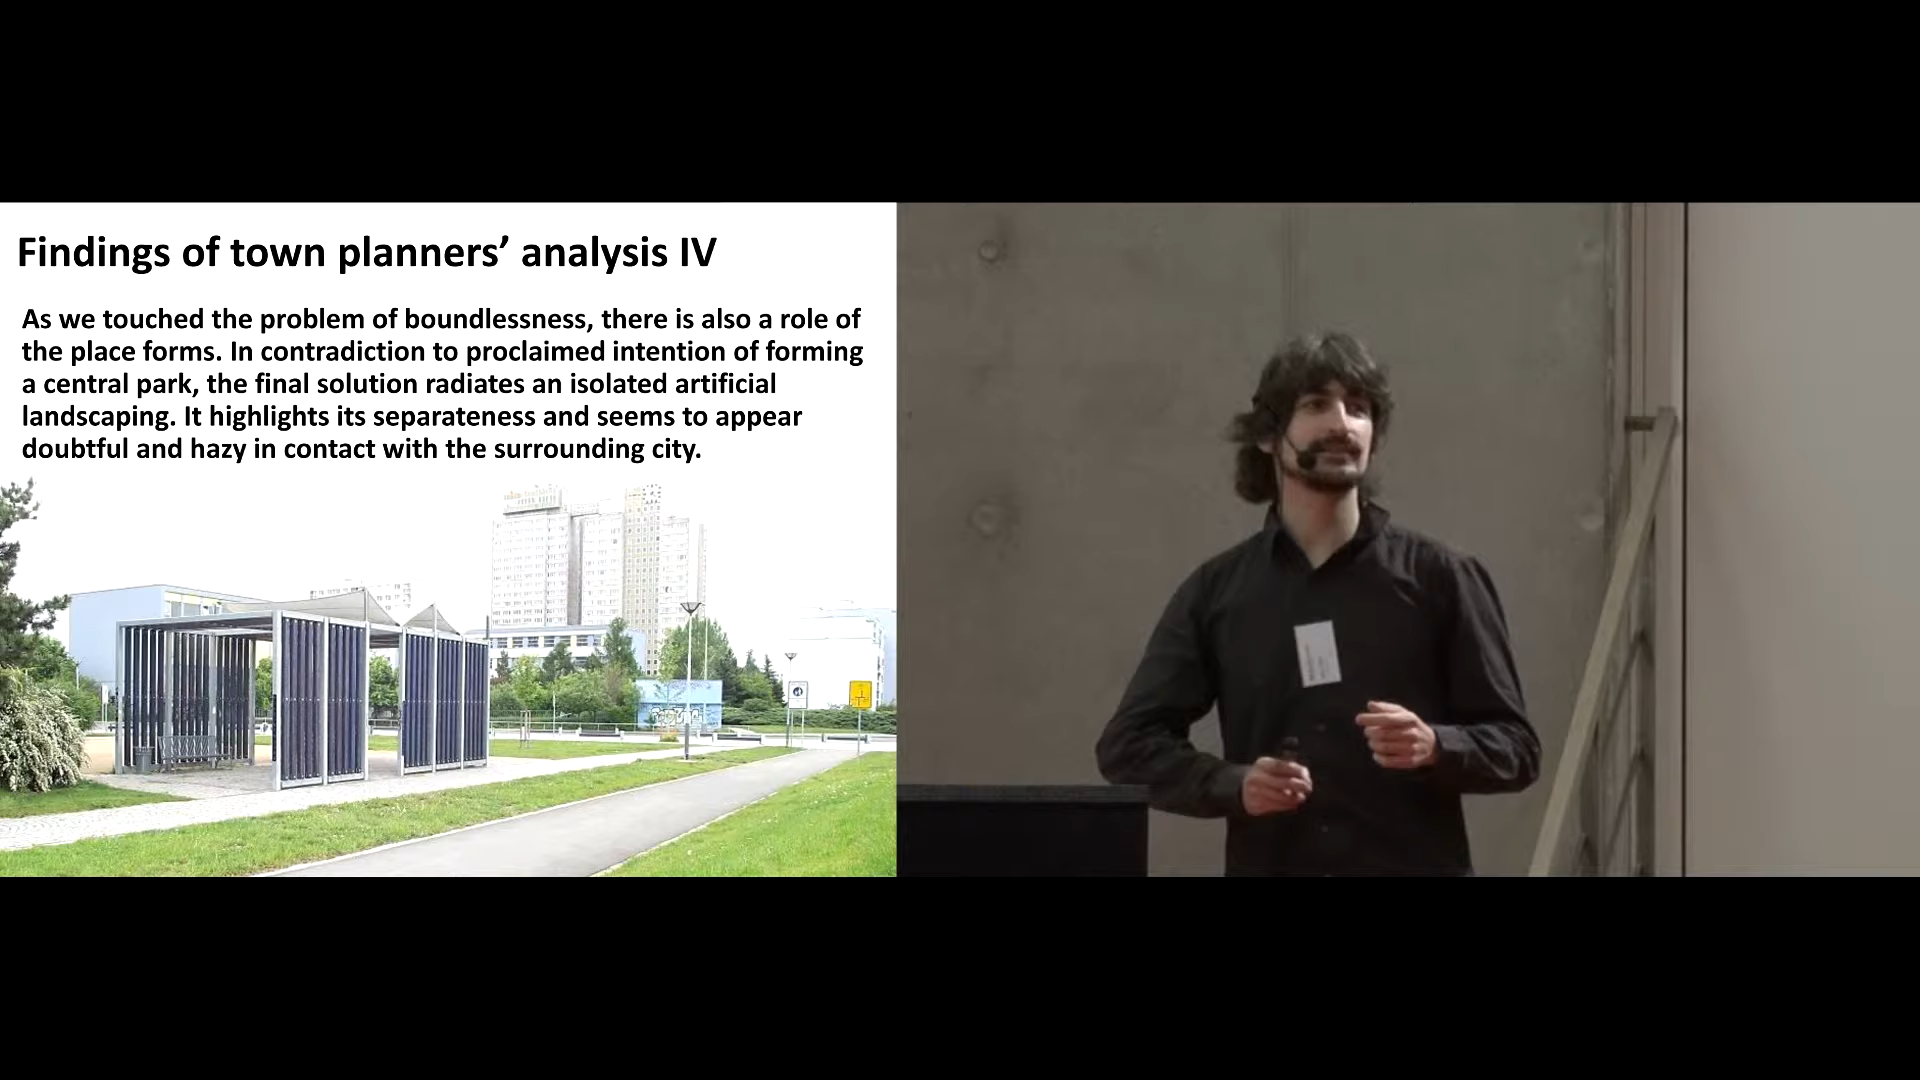 Findings of town planners’ analysis IV
As we touched the problem of boundlessness, there is also a role of
the place forms. In contradiction to proclaimed intention of forming
a central park, the final solution radiates an isolated artificial
landscaping. It highlights its separateness and seems to appear
doubtful and hazy in contact with the surrounding city.